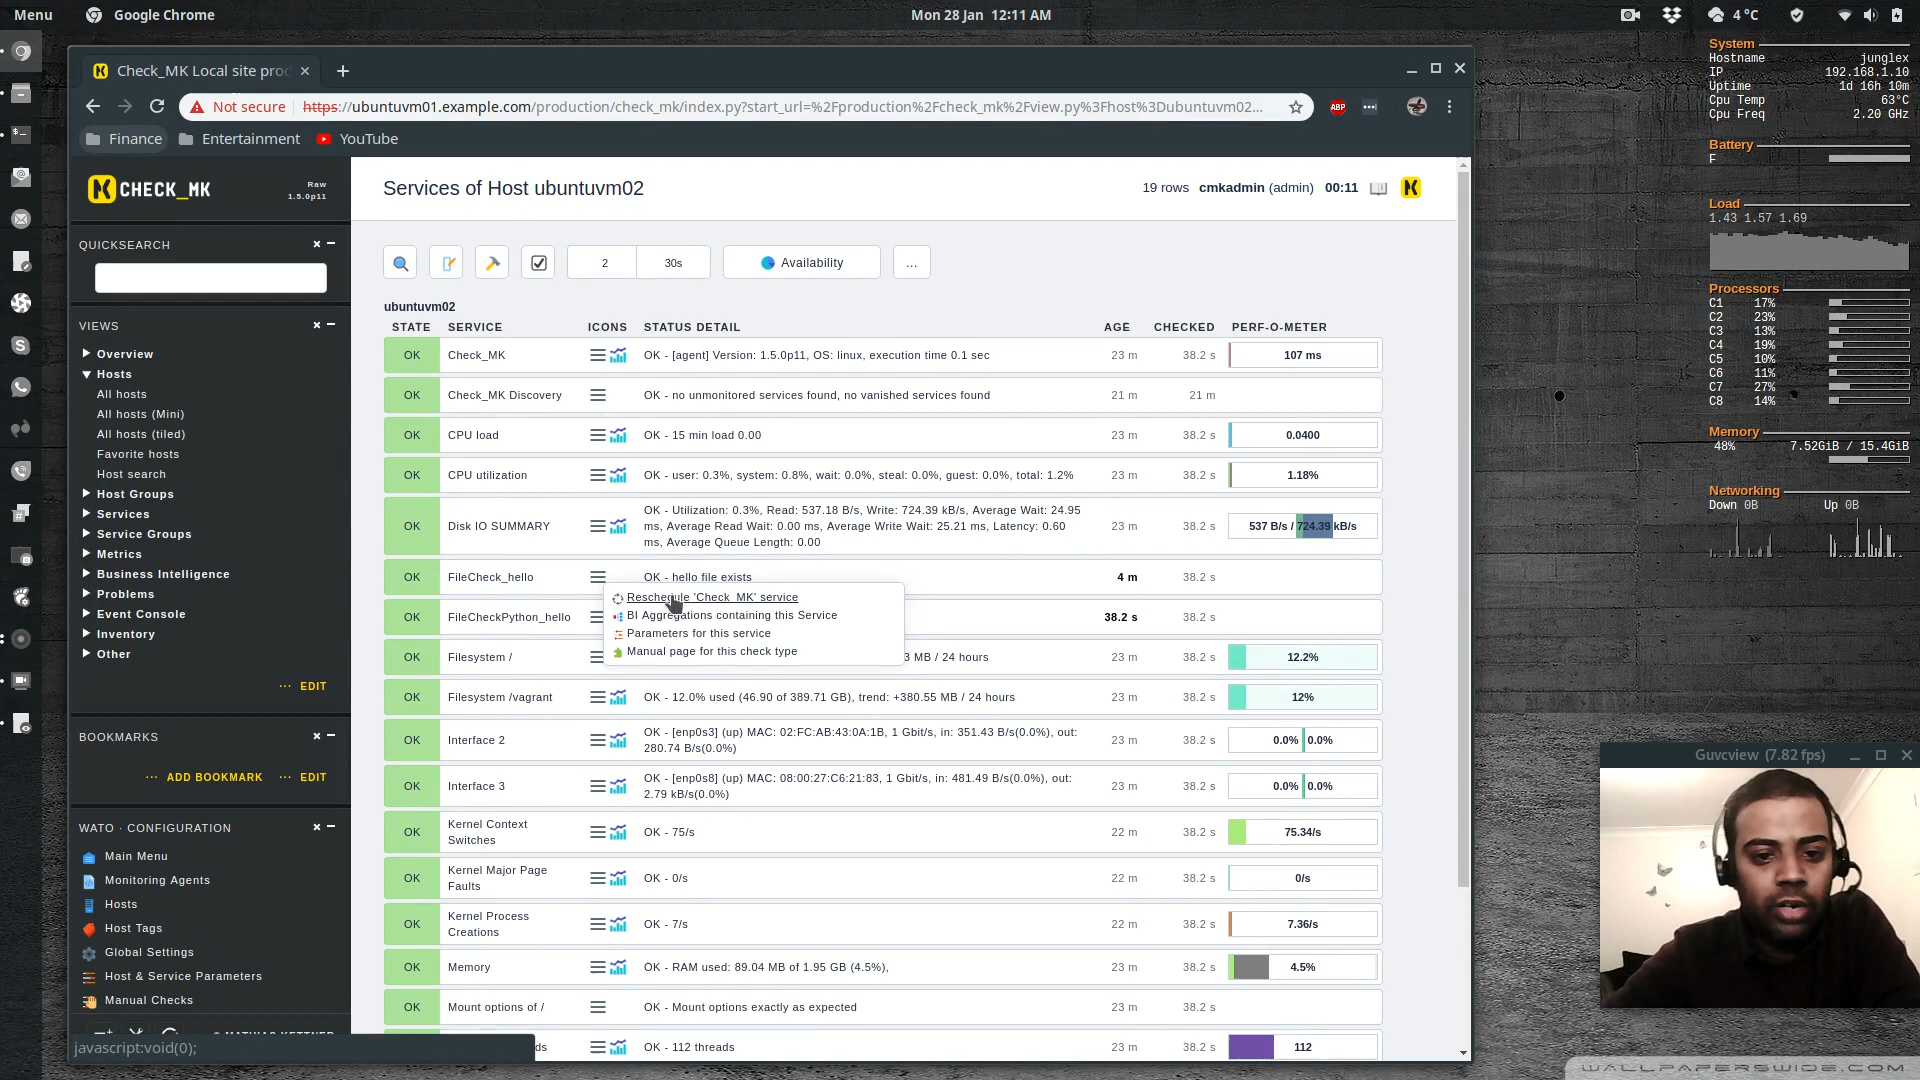 Menu
Google Chrome
Mon 28 Jan 12:11 AM
4 °C
Check_MK Local site pro
Not secure
https://ubuntuvm01.example.com/production/check_mk/index.py?start_url=%2Fproduction%2Fcheck_mk%2Fview.py%3Fhost%3Dubuntuvm02...
ABP
Finance
Entertainment
YouTube
CHECK_MK
Raw
1.5.0p11
QUICKSEARCH
VIEWS
Overview
Hosts
All hosts
All hosts (Mini)
All hosts (tiled)
Favorite hosts
Host search
Host Groups
Services
Service Groups
Metrics
Business Intelligence
Problems
Event Console
Inventory
Other
EDIT
BOOKMARKS
ADD BOOKMARK
EDIT
WATO · CONFIGURATION
Main Menu
Monitoring Agents
Hosts
Host Tags
Global Settings
Host & Service Parameters
Manual Checks
© MATHIAS KETTNER
javascript:void(0);
Services of Host ubuntuvm02
19 rows cmkadmin (admin) 00:11
2
30s
Availability
...
ubuntuvm02
STATE SERVICE ICONS STATUS DETAIL AGE CHECKED PERF-O-METER
OK Check_MK OK - [agent] Version: 1.5.0p11, OS: linux, execution time 0.1 sec 23 m 38.2 s 107 ms
OK Check_MK Discovery OK - no unmonitored services found, no vanished services found 21 m 21 m
OK CPU load OK - 15 min load 0.00 23 m 38.2 s 0.0400
OK CPU utilization OK - user: 0.3%, system: 0.8%, wait: 0.0%, steal: 0.0%, guest: 0.0%, total: 1.2% 23 m 38.2 s 1.18%
OK Disk IO SUMMARY OK - Utilization: 0.3%, Read: 537.18 B/s, Write: 724.39 kB/s, Average Wait: 24.95
ms, Average Read Wait: 0.00 ms, Average Write Wait: 25.21 ms, Latency: 0.60
ms, Average Queue Length: 0.00 23 m 38.2 s 537 B/s / 724.39 kB/s
OK FileCheck_hello OK - hello file exists 4 m 38.2 s
Reschedule 'Check_MK' service
BI Aggregations containing this Service
Parameters for this service
Manual page for this check type
OK FileCheckPython_hello 38.2 s 38.2 s
OK Filesystem / 3 MB / 24 hours 23 m 38.2 s 12.2%
OK Filesystem /vagrant OK - 12.0% used (46.90 of 389.71 GB), trend: +380.55 MB / 24 hours 23 m 38.2 s 12%
OK Interface 2 OK - [enp0s3] (up) MAC: 02:FC:AB:43:0A:1B, 1 Gbit/s, in: 351.43 B/s(0.0%), out:
280.74 B/s(0.0%) 23 m 38.2 s 0.0% 0.0%
OK Interface 3 OK - [enp0s8] (up) MAC: 08:00:27:C6:21:83, 1 Gbit/s, in: 481.49 B/s(0.0%), out:
2.79 kB/s(0.0%) 23 m 38.2 s 0.0% 0.0%
OK Kernel Context
Switches OK - 75/s 22 m 38.2 s 75.34/s
OK Kernel Major Page
Faults OK - 0/s 22 m 38.2 s 0/s
OK Kernel Process
Creations OK - 7/s 22 m 38.2 s 7.36/s
OK Memory OK - RAM used: 89.04 MB of 1.95 GB (4.5%), 23 m 38.2 s 4.5%
OK Mount options of / OK - Mount options exactly as expected 23 m 38.2 s
ds OK - 112 threads 23 m 38.2 s 112
System
Hostname junglex
IP 192.168.1.10
Uptime 1d 16h 10m
Cpu Temp 63°C
Cpu Freq 2.20 GHz
Battery
F
Load
1.43 1.57 1.69
Processors
C1 17%
C2 23%
C3 13%
C4 19%
C5 10%
C6 11%
C7 27%
C8 14%
Memory
48% 7.52GiB / 15.4GiB
Networking
Down 0B Up 0B
Guvcview (7.82 fps)
WALLPAPERSWIDE.COM